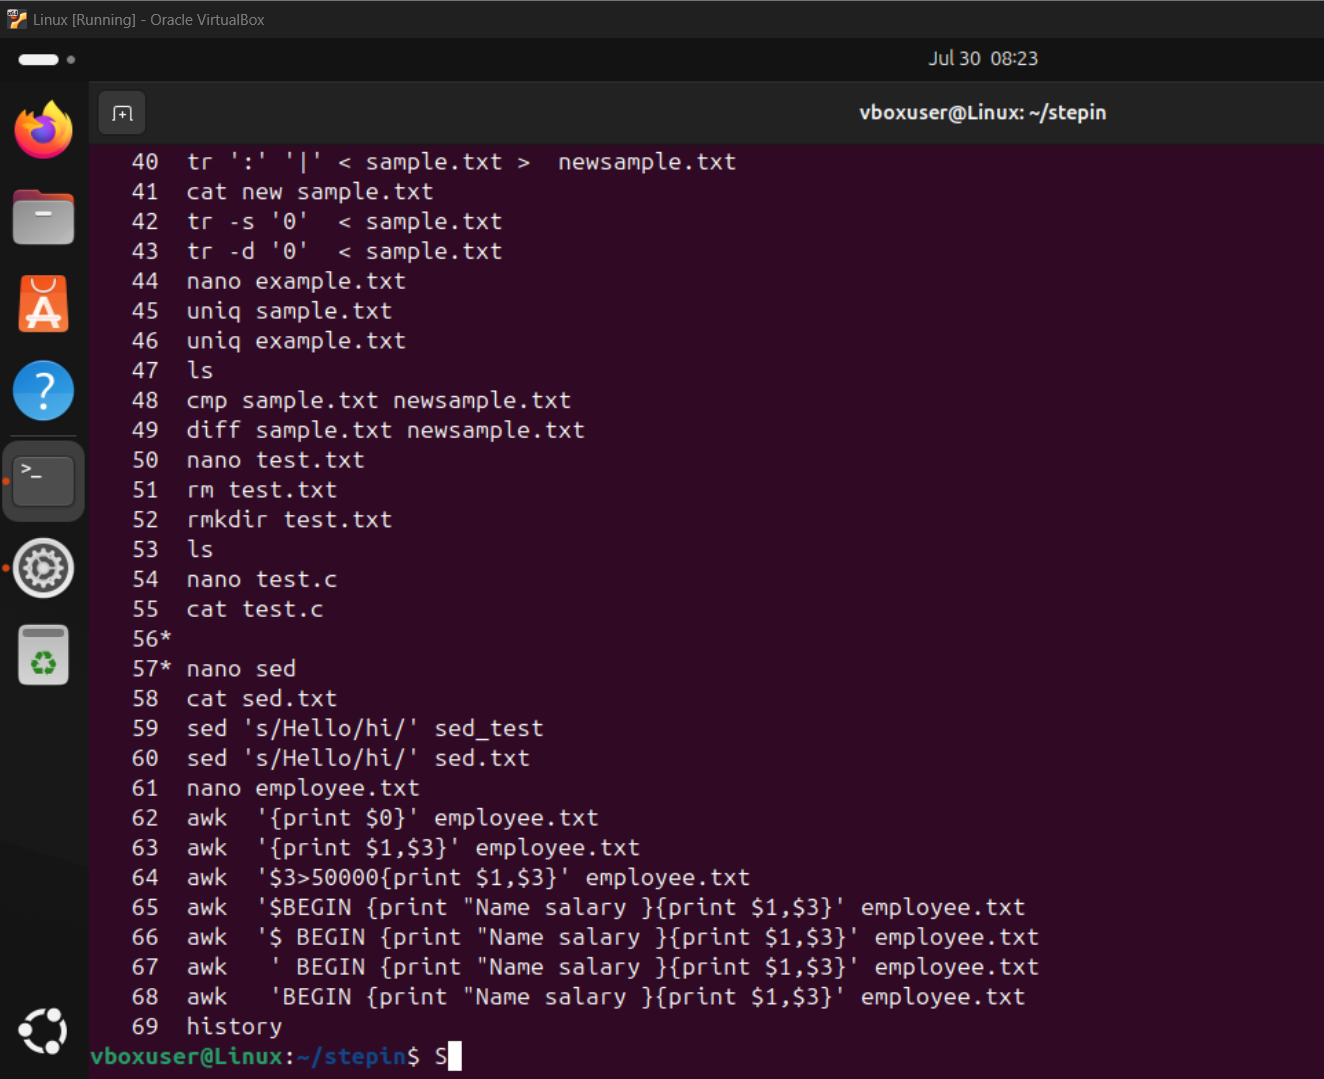 Linux [Running] - Oracle VirtualBox
Jul 30 08:23
vboxuser@Linux: ~/stepin
40 tr ':' '|' < sample.txt >  newsample.txt
41 cat new sample.txt
42 tr -s '0'  < sample.txt
43 tr -d '0'  < sample.txt
44 nano example.txt
45 uniq sample.txt
46 uniq example.txt
47 ls
48 cmp sample.txt newsample.txt
49 diff sample.txt newsample.txt
50 nano test.txt
51 rm test.txt
52 rmkdir test.txt
53 ls
54 nano test.c
55 cat test.c
56*
57* nano sed
58 cat sed.txt
59 sed 's/Hello/hi/' sed_test
60 sed 's/Hello/hi/' sed.txt
61 nano employee.txt
62 awk  '{print $0}' employee.txt
63 awk  '{print $1,$3}' employee.txt
64 awk  '$3>50000{print $1,$3}' employee.txt
65 awk  '$BEGIN {print "Name salary }{print $1,$3}' employee.txt
66 awk  '$ BEGIN {print "Name salary }{print $1,$3}' employee.txt
67 awk   ' BEGIN {print "Name salary }{print $1,$3}' employee.txt
68 awk   'BEGIN {print "Name salary }{print $1,$3}' employee.txt
69 history
vboxuser@Linux:~/stepin$ S